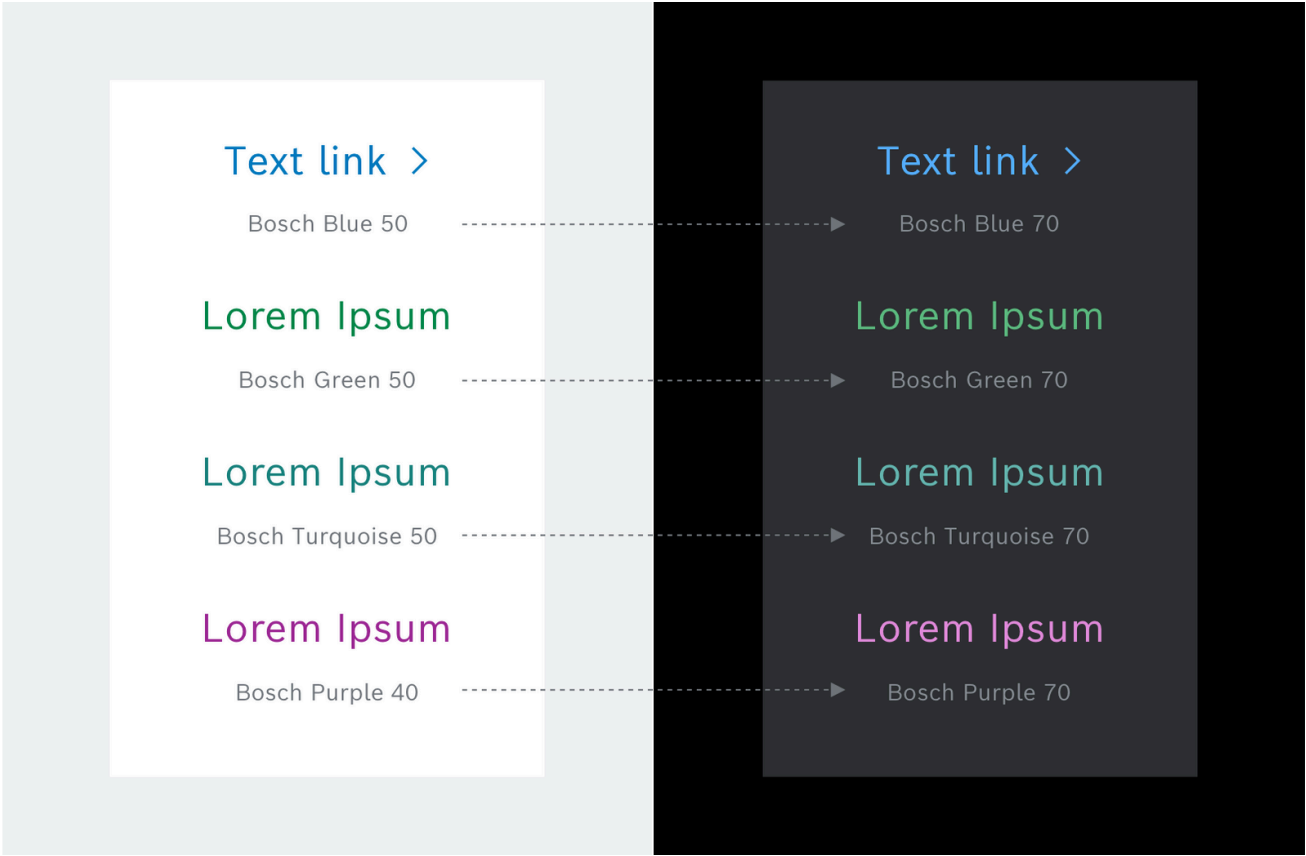 Text link >
Bosch Blue 50
Lorem Ipsum
Bosch Green 50
Lorem Ipsum
Bosch Turquoise 50
Lorem Ipsum
Bosch Purple 40
Text link >
Bosch Blue 70
Lorem Ipsum
Bosch Green 70
Lorem Ipsum
Bosch Turquoise 70
Lorem Ipsum
Bosch Purple 70